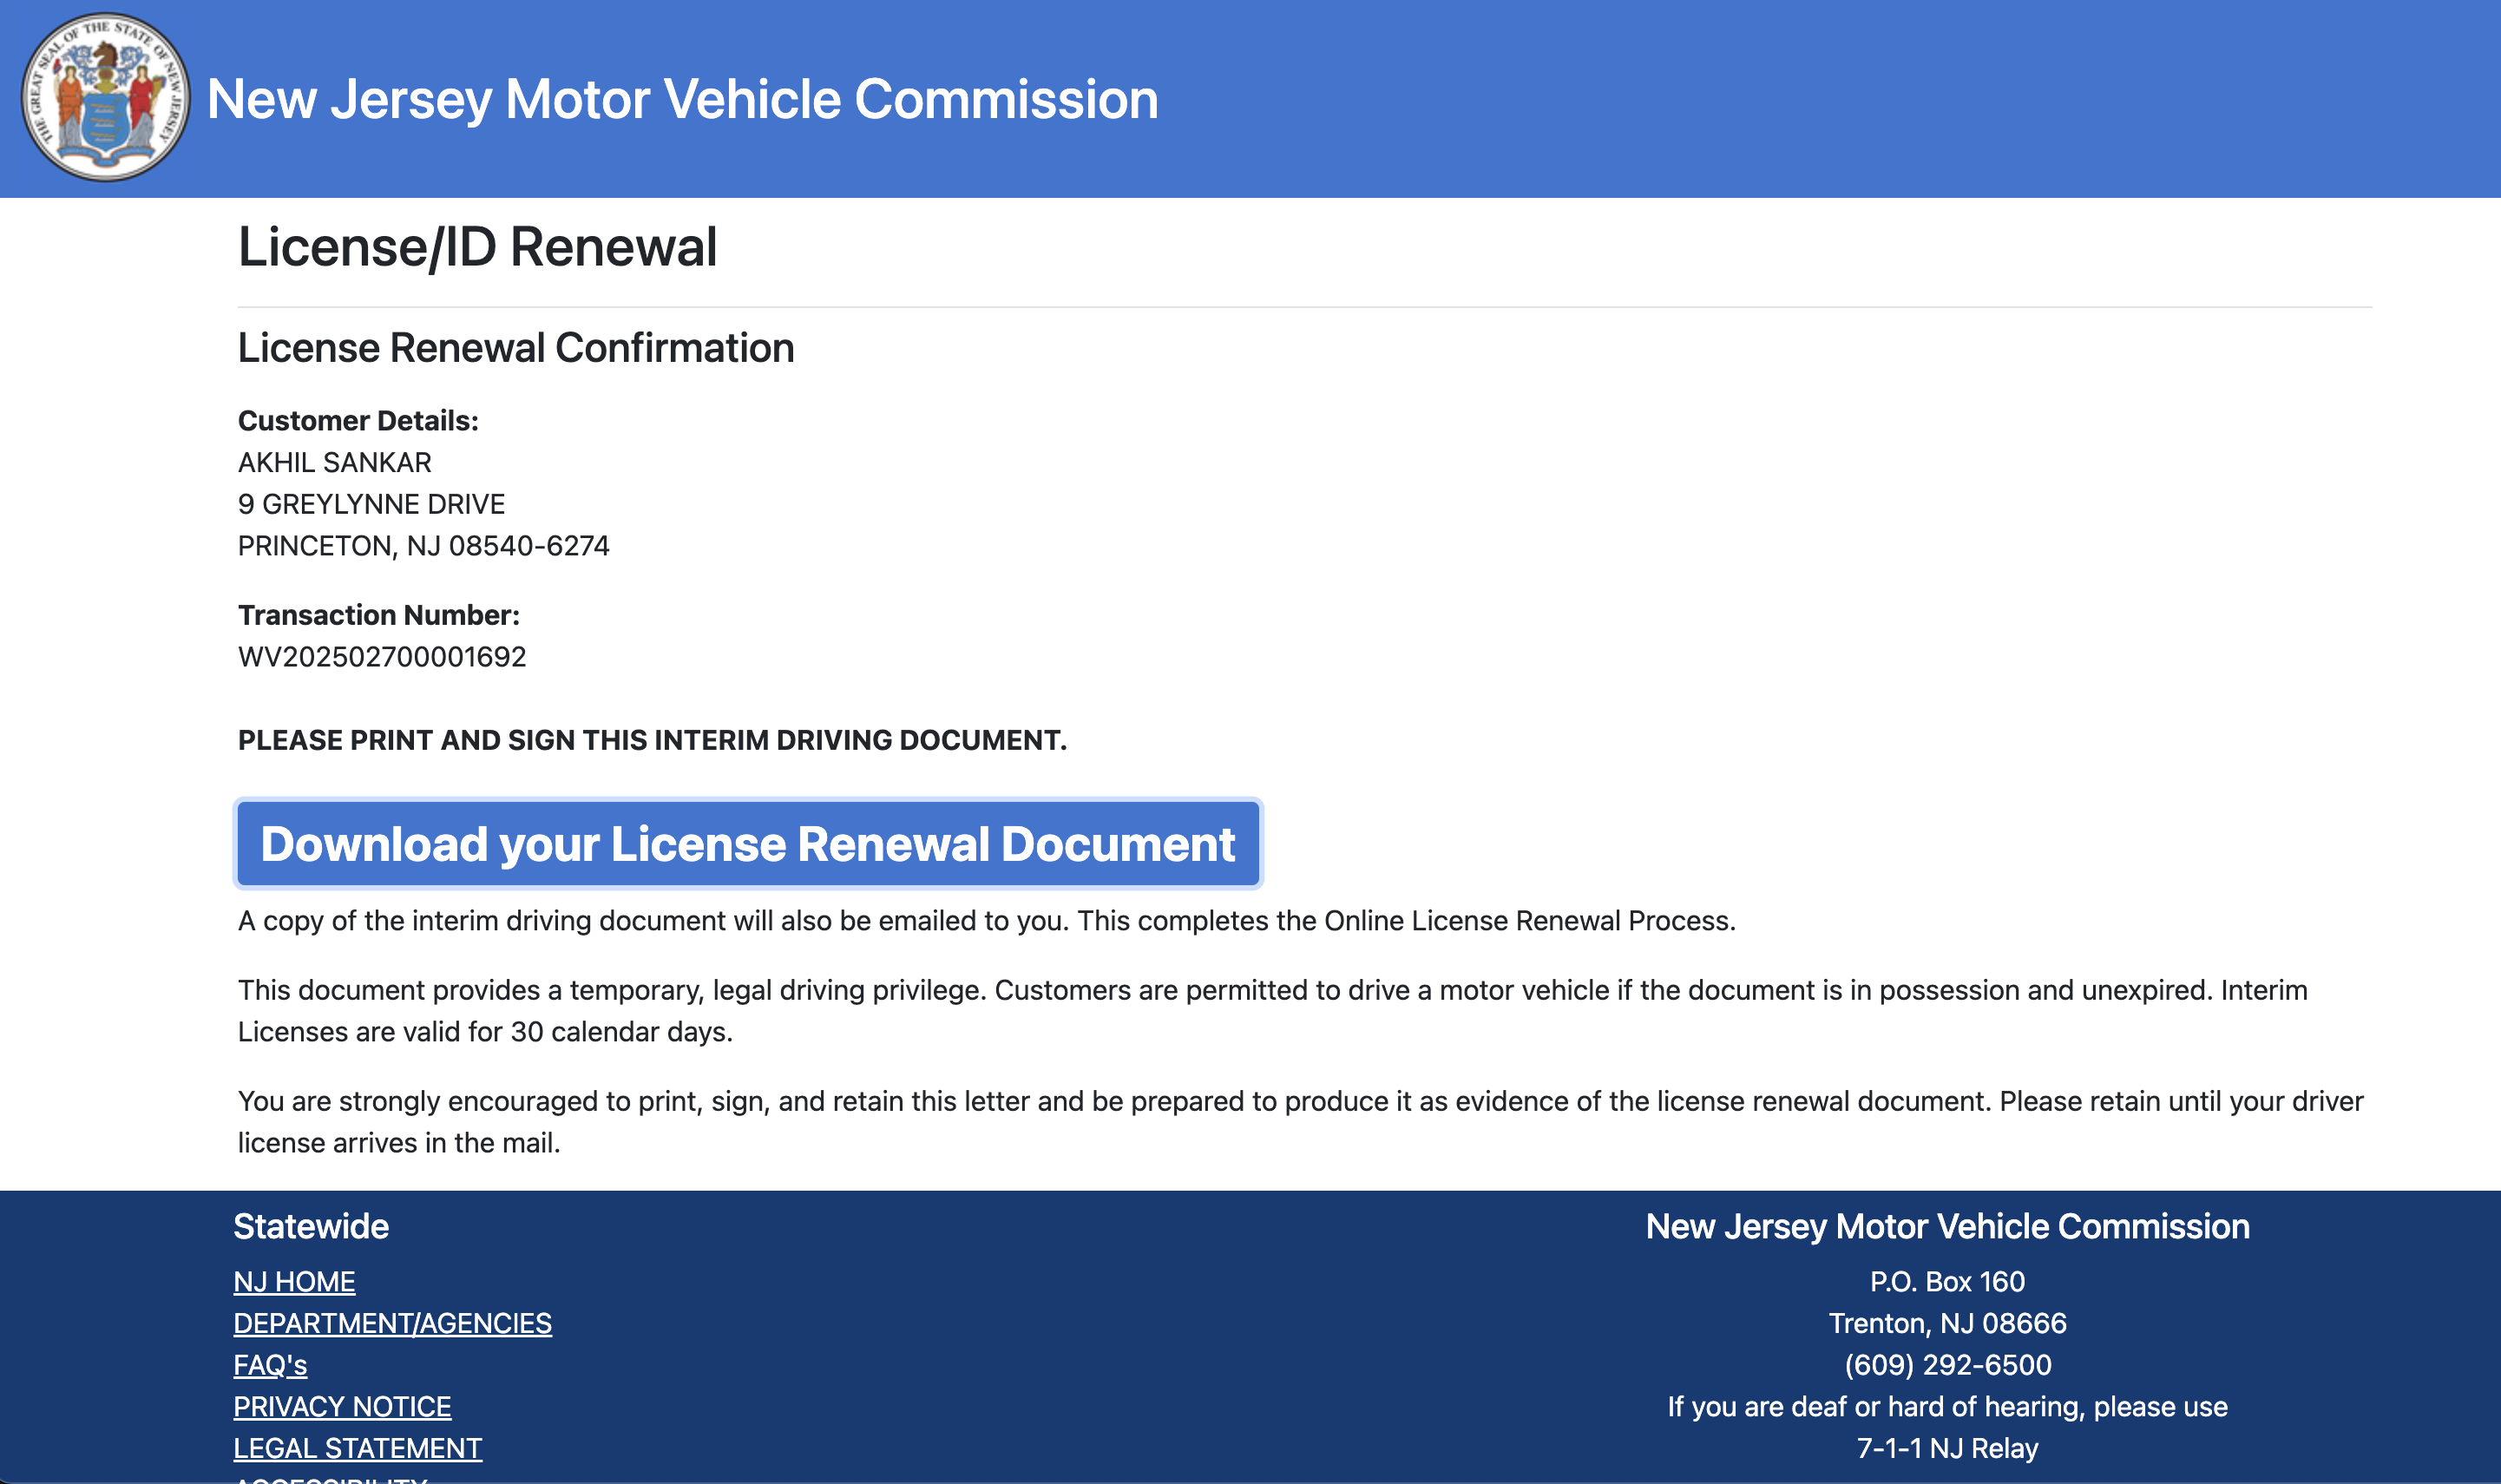 THE GREAT SEAL OF THE STATE OF NEW JERSEY
New Jersey Motor Vehicle Commission
License/ID Renewal
License Renewal Confirmation
Customer Details:
AKHIL SANKAR
9 GREYLYNNE DRIVE
PRINCETON, NJ 08540-6274
Transaction Number:
WV202502700001692
PLEASE PRINT AND SIGN THIS INTERIM DRIVING DOCUMENT.
Download your License Renewal Document
A copy of the interim driving document will also be emailed to you. This completes the Online License Renewal Process.
This document provides a temporary, legal driving privilege. Customers are permitted to drive a motor vehicle if the document is in possession and unexpired. Interim
Licenses are valid for 30 calendar days.
You are strongly encouraged to print, sign, and retain this letter and be prepared to produce it as evidence of the license renewal document. Please retain until your driver
license arrives in the mail.
Statewide
NJ HOME
DEPARTMENT/AGENCIES
FAQ's
PRIVACY NOTICE
LEGAL STATEMENT
ACCESSIBILITY
New Jersey Motor Vehicle Commission
P.O. Box 160
Trenton, NJ 08666
(609) 292-6500
If you are deaf or hard of hearing, please use
7-1-1 NJ Relay